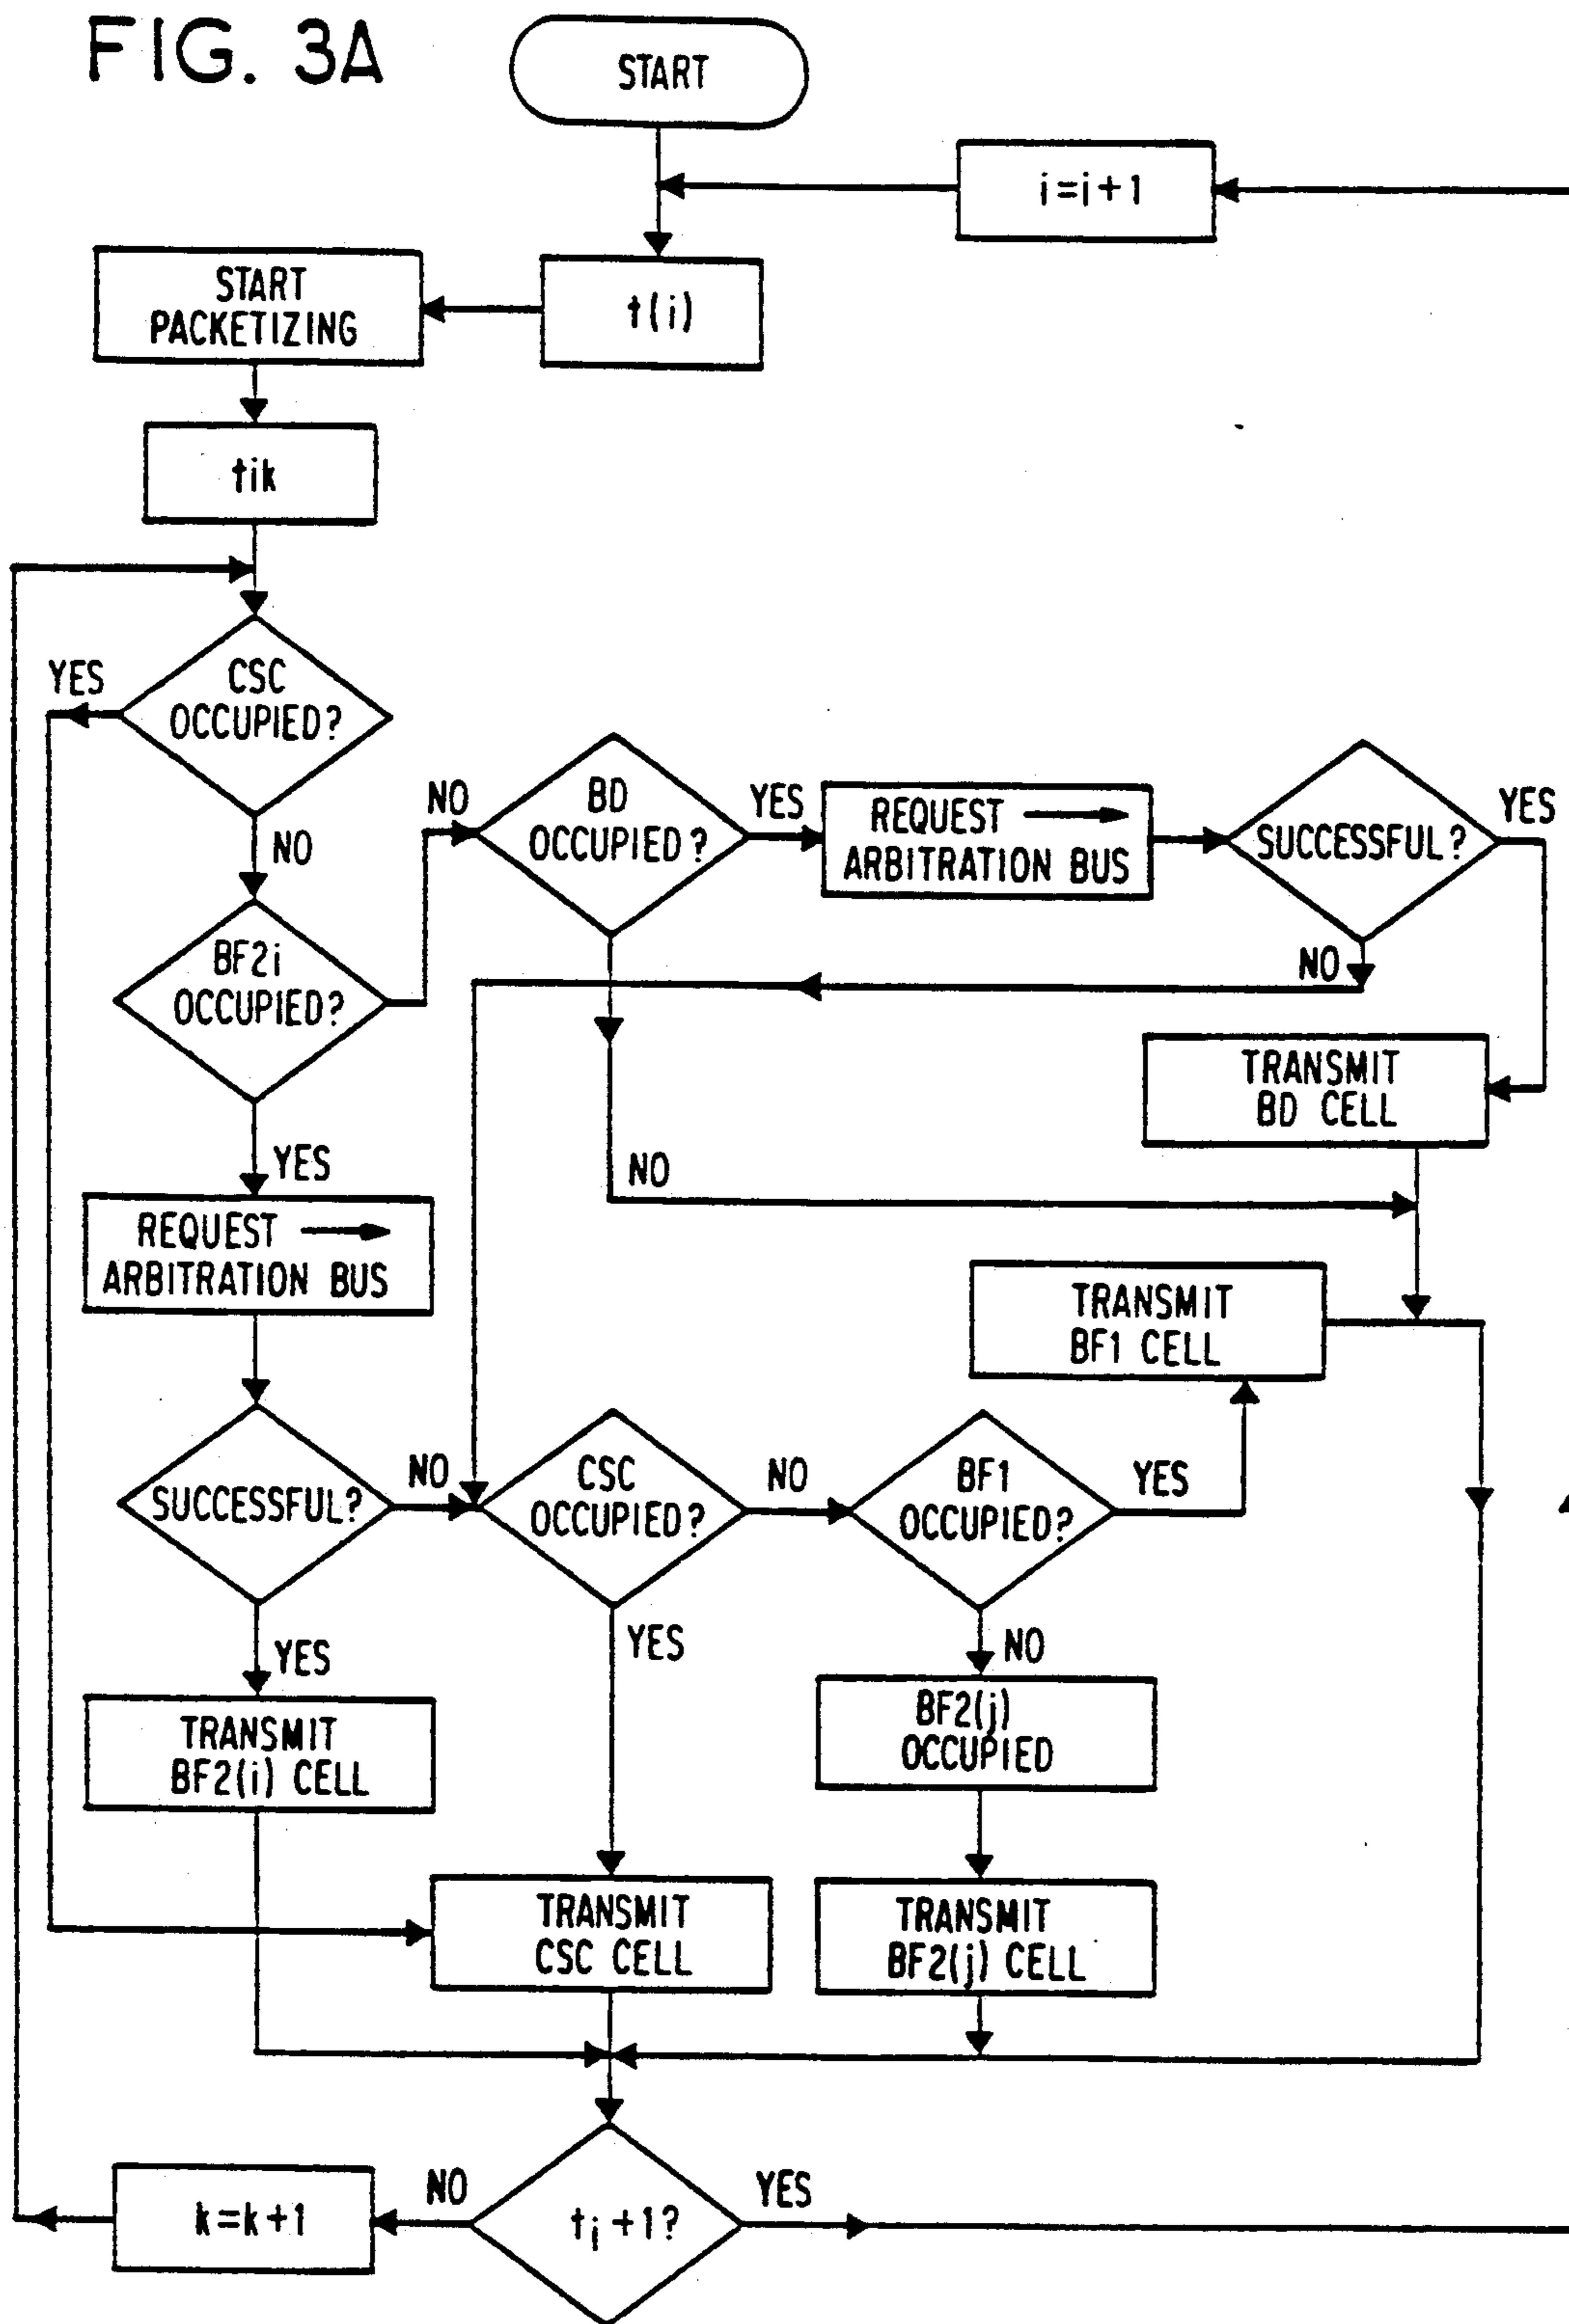 FIG. 3A
START
i=i+1
t(i)
START
PACKETIZING
tik
CSC
OCCUPIED?
YES
NO
BF2i
OCCUPIED?
NO
BD
OCCUPIED?
YES
REQUEST →
ARBITRATION BUS
SUCCESSFUL?
YES
NO
TRANSMIT
BD CELL
NO
YES
REQUEST →
ARBITRATION BUS
TRANSMIT
BF1 CELL
SUCCESSFUL?
NO
CSC
OCCUPIED?
NO
BF1
OCCUPIED?
YES
YES
YES
NO
TRANSMIT
BF2(i) CELL
BF2(j)
OCCUPIED
TRANSMIT
CSC CELL
TRANSMIT
BF2(j) CELL
k=k+1
NO
ti+1?
YES